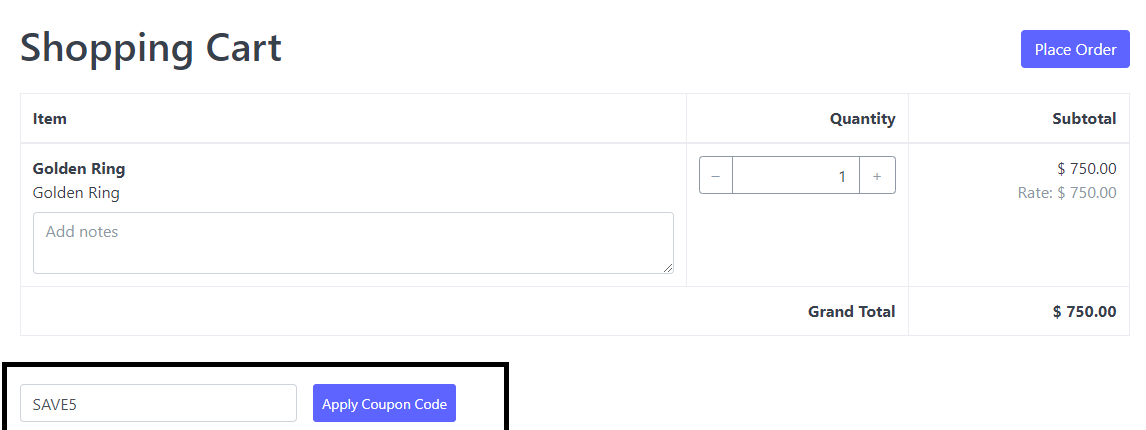 Shopping Cart
Place Order
Item Quantity Subtotal
Golden Ring − 1 + $ 750.00
Golden Ring Rate: $ 750.00
Add notes
Grand Total $ 750.00
SAVE5 Apply Coupon Code